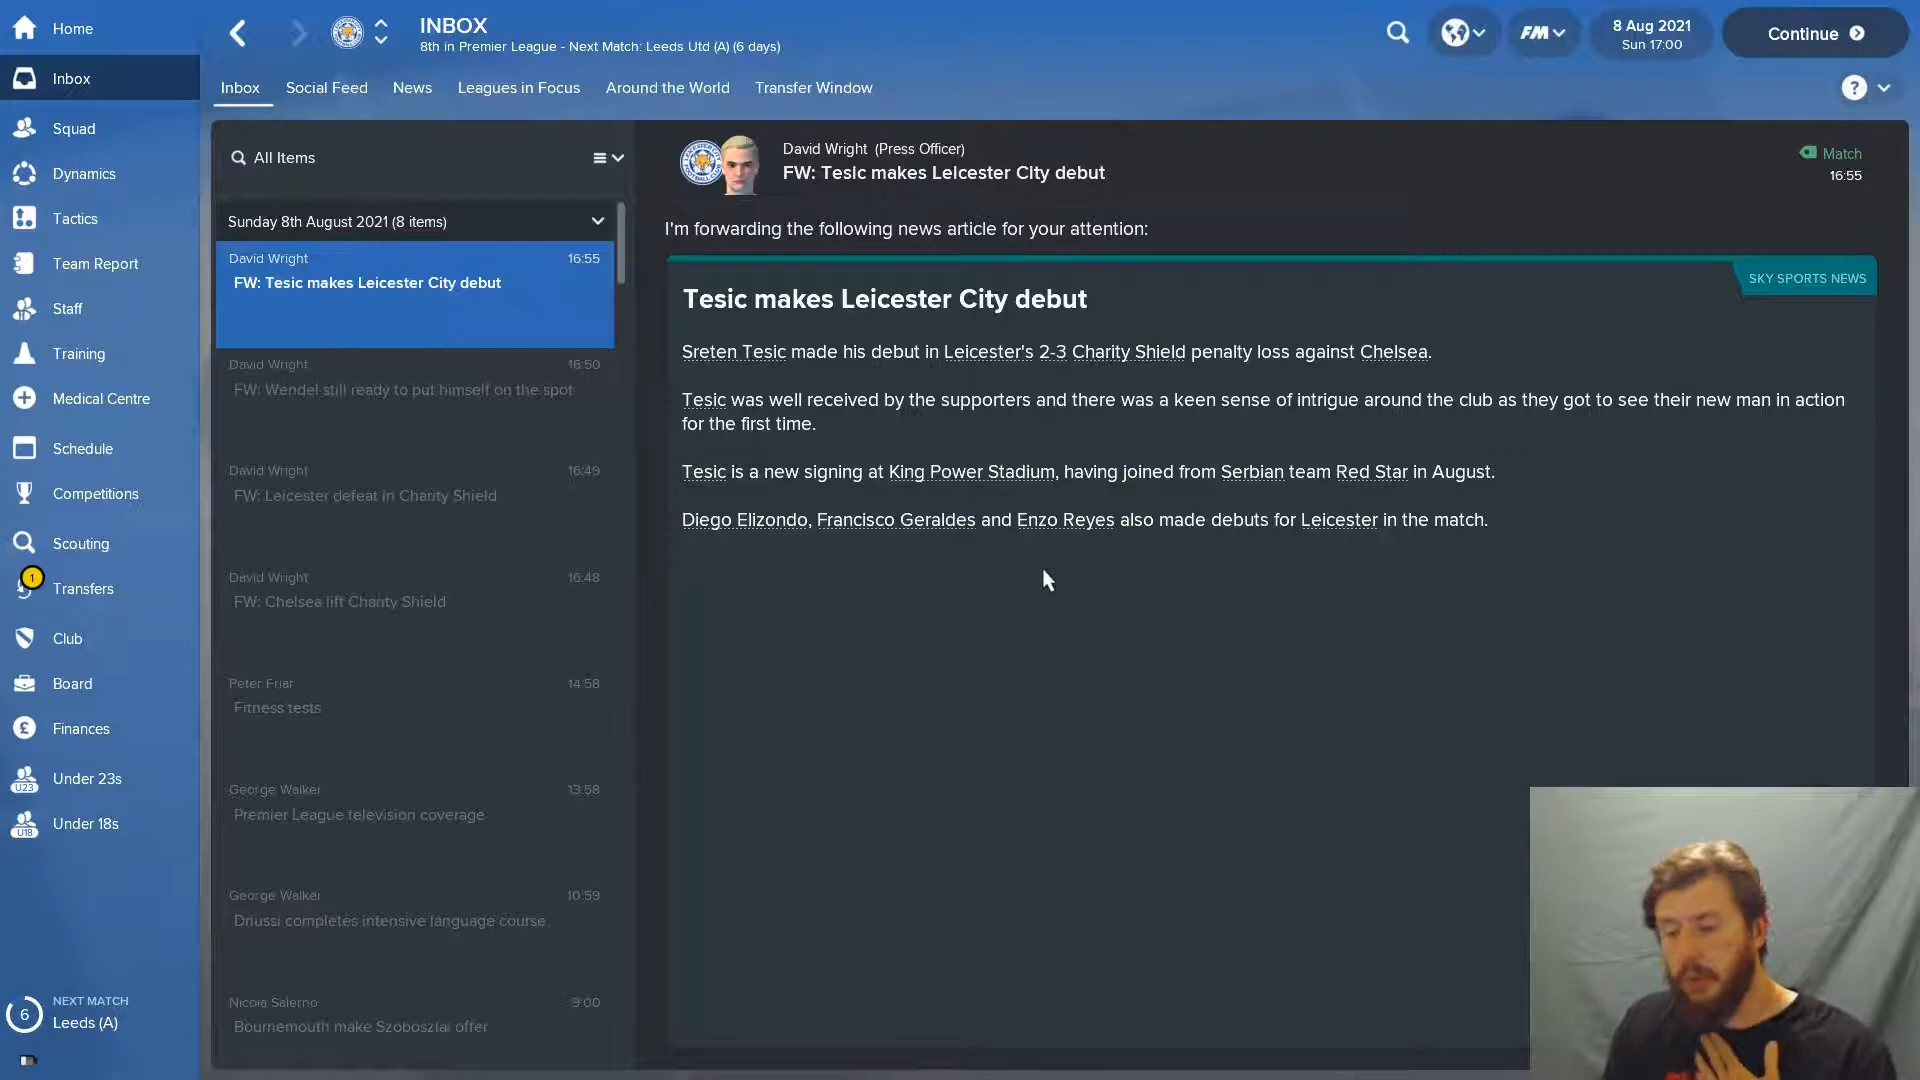 Home
Inbox
Squad
Dynamics
Tactics
Team Report
Staff
Training
Medical Centre
Schedule
Competitions
Scouting
1
Transfers
Club
Board
£
Finances
U23
Under 23s
U18
Under 18s
6
NEXT MATCH
Leeds (A)
INBOX
8th in Premier League - Next Match: Leeds Utd (A) (6 days)
FM
8 Aug 2021
Sun 17:00
Continue
Inbox
Social Feed
News
Leagues in Focus
Around the World
Transfer Window
?
All Items
Sunday 8th August 2021 (8 items)
David Wright 16:55
FW: Tesic makes Leicester City debut
David Wright 16:50
FW: Wendel still ready to put himself on the spot
David Wright 16:49
FW: Leicester defeat in Charity Shield
David Wright 16:48
FW: Chelsea lift Charity Shield
Peter Friar 14:58
Fitness tests
George Walker 13:58
Premier League television coverage
George Walker 10:59
Driussi completes intensive language course
Nicola Salerno 9:00
Bournemouth make Szoboszlai offer
David Wright (Press Officer)
FW: Tesic makes Leicester City debut
Match
16:55
I'm forwarding the following news article for your attention:
SKY SPORTS NEWS
Tesic makes Leicester City debut
Sreten Tesic made his debut in Leicester's 2-3 Charity Shield penalty loss against Chelsea.
Tesic was well received by the supporters and there was a keen sense of intrigue around the club as they got to see their new man in action
for the first time.
Tesic is a new signing at King Power Stadium, having joined from Serbian team Red Star in August.
Diego Elizondo, Francisco Geraldes and Enzo Reyes also made debuts for Leicester in the match.